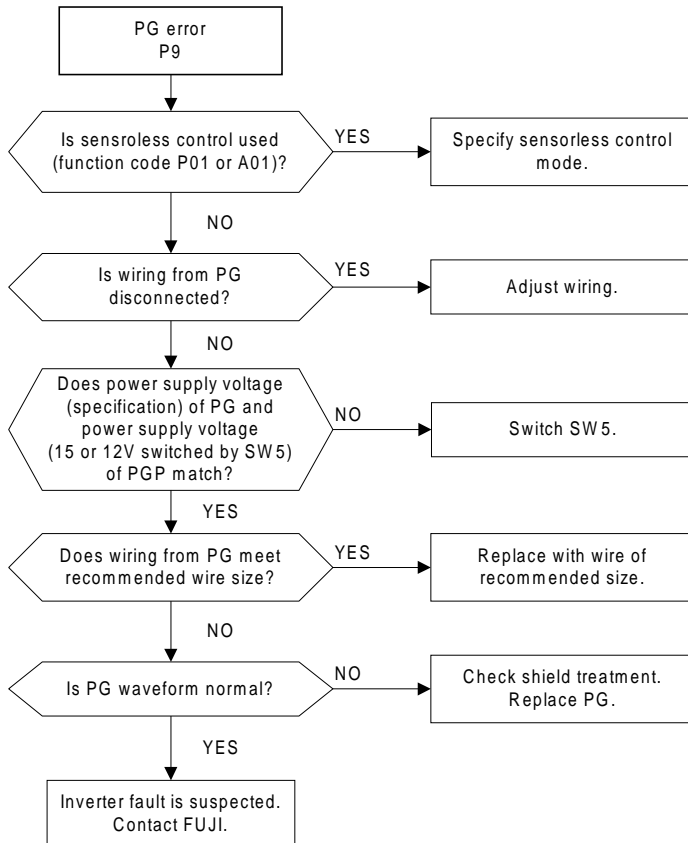 PG error
P9
Is sensroless control used
(function code P01 or A01)?
YES
Specify sensorless control
mode.
NO
Is wiring from PG
disconnected?
YES
Adjust wiring.
NO
Does power supply voltage
(specification) of PG and
power supply voltage
(15 or 12V switched by SW5)
of PGP match?
NO
Switch SW5.
YES
Does wiring from PG meet
recommended wire size?
YES
Replace with wire of
recommended size.
NO
Is PG waveform normal?
NO
Check shield treatment.
Replace PG.
YES
Inverter fault is suspected.
Contact FUJI.